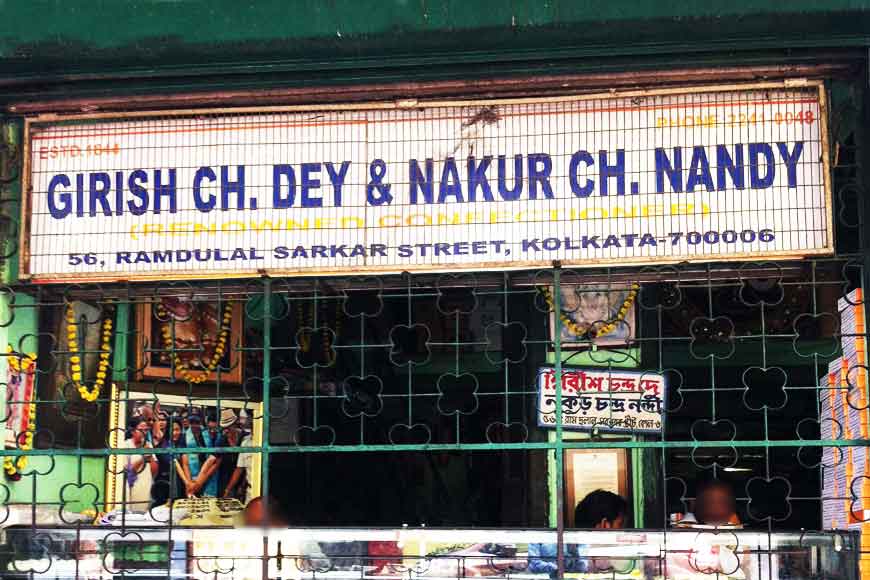 ESTD. 1844
PHONE: 2241 0048
GIRISH CH. DEY & NAKUR CH. NANDY
(RENOWNED CONFECTIONER)
56, RAMDULAL SARKAR STREET, KOLKATA-700006
গিরীশ চন্দ্র দে
নকুড় চন্দ্র নন্দী